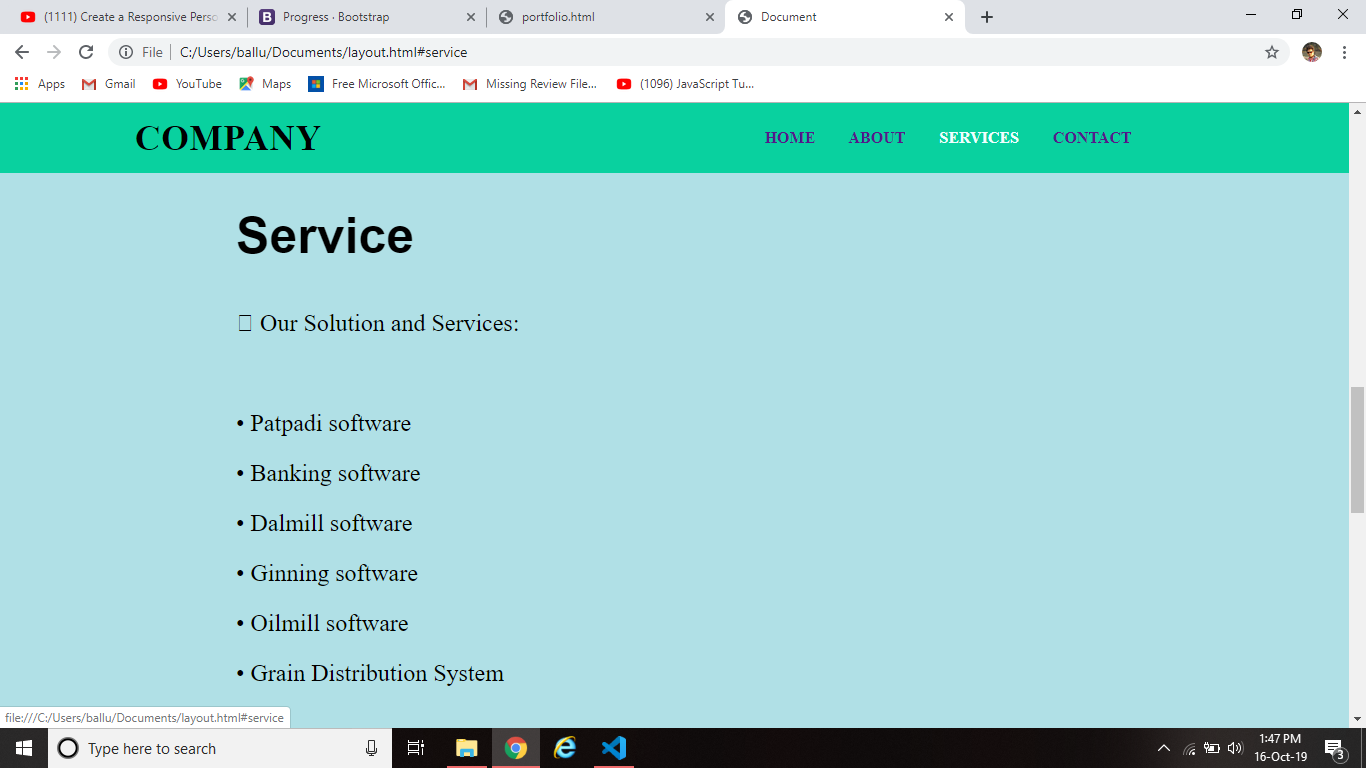 (1111) Create a Responsive Perso
Progress · Bootstrap
portfolio.html
Document
File
C:/Users/ballu/Documents/layout.html#service
Apps
Gmail
YouTube
Maps
Free Microsoft Offic...
Missing Review File...
(1096) JavaScript Tu...
COMPANY
HOME
ABOUT
SERVICES
CONTACT
Service
Our Solution and Services:
• Patpadi software
• Banking software
• Dalmill software
• Ginning software
• Oilmill software
• Grain Distribution System
file:///C:/Users/ballu/Documents/layout.html#service
Type here to search
1:47 PM
16-Oct-19
3